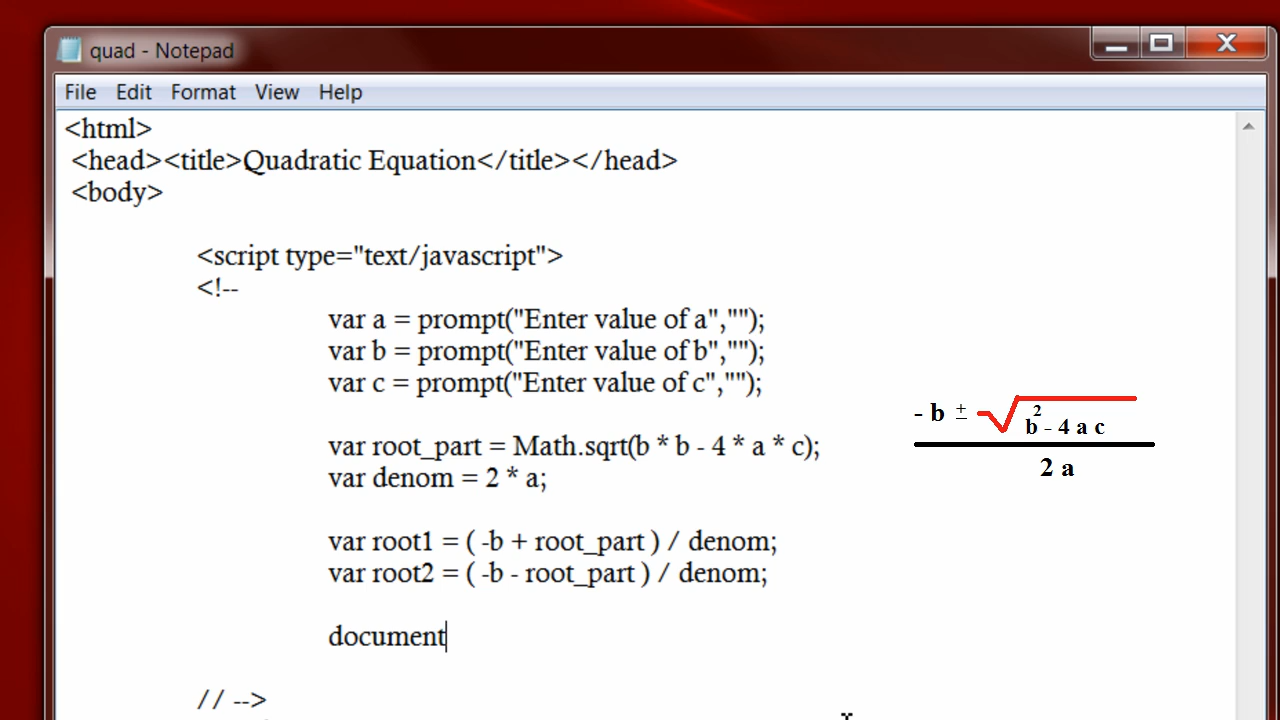 quad - Notepad
File Edit Format View Help
<html>
<head><title>Quadratic Equation</title></head>
<body>
<script type="text/javascript">
<!--
var a = prompt("Enter value of a","");
var b = prompt("Enter value of b","");
var c = prompt("Enter value of c","");
var root_part = Math.sqrt(b * b - 4 * a * c);
var denom = 2 * a;
var root1 = ( -b + root_part ) / denom;
var root2 = ( -b - root_part ) / denom;
document
// -->
- b ± √ b² - 4 a c
2 a